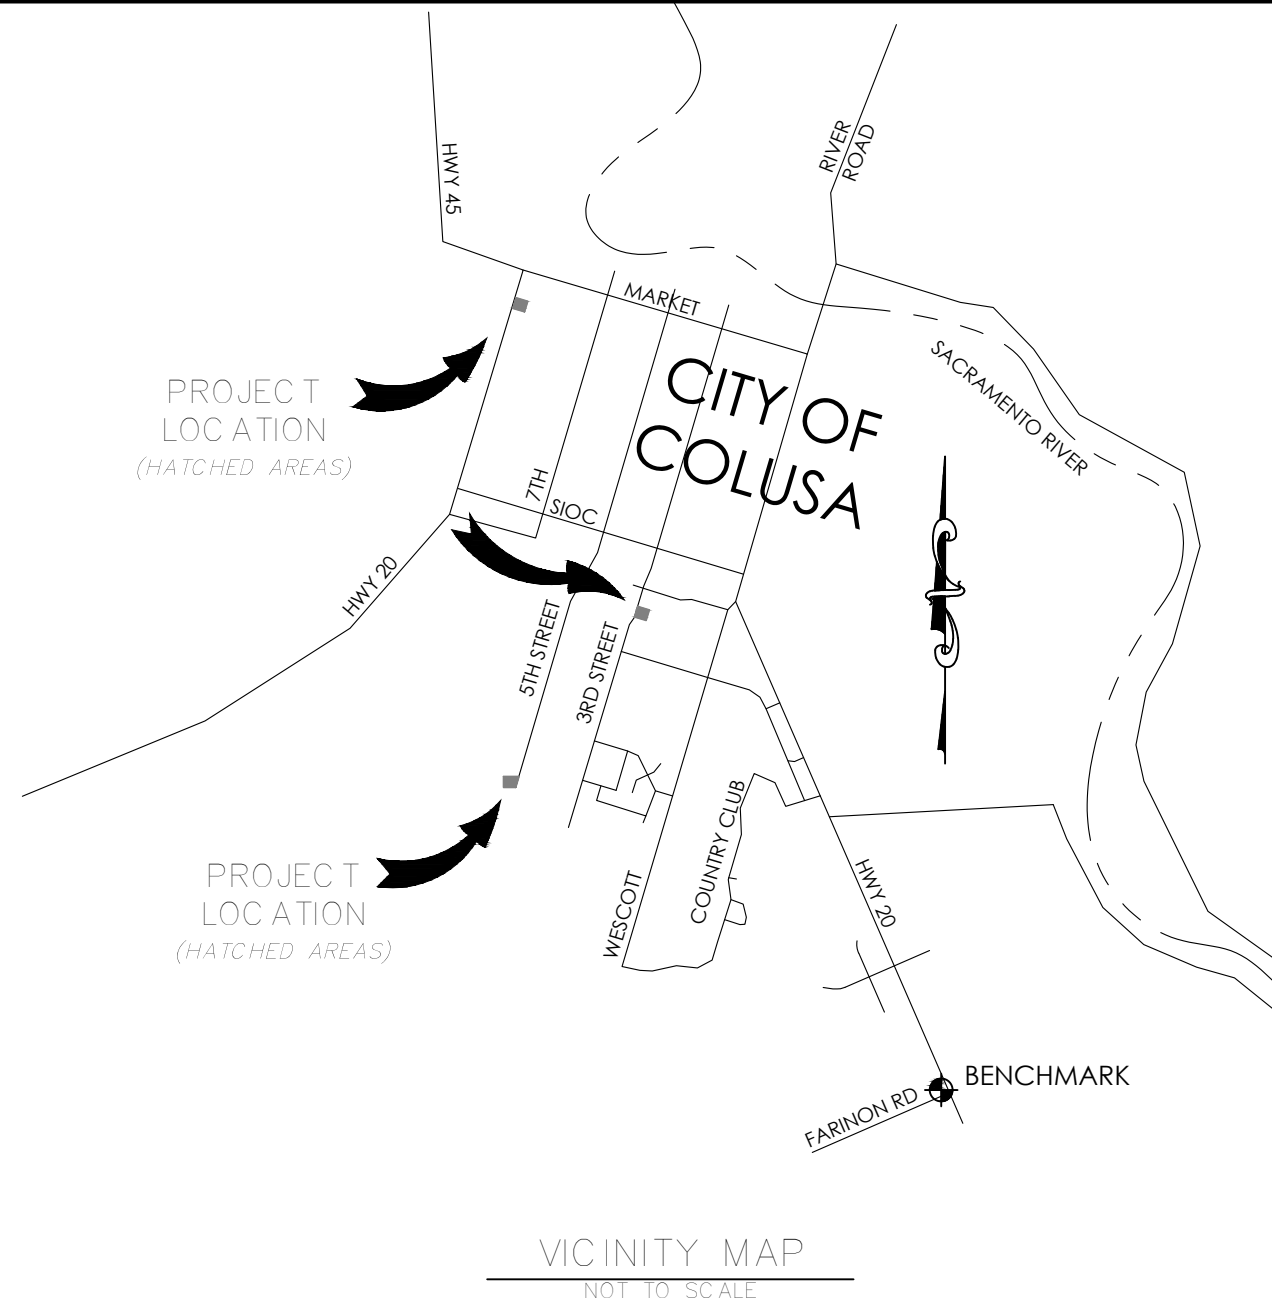 HWY 45
RIVER
ROAD
MARKET
SACRAMENTO RIVER
CITY OF
COLUSA
PROJECT
LOCATION
(HATCHED AREAS)
7TH
SIOC
HWY 20
5TH STREET
3RD STREET
COUNTRY CLUB
WESCOTT
HWY 20
PROJECT
LOCATION
(HATCHED AREAS)
BENCHMARK
FARINON RD
VICINITY MAP
NOT TO SCALE